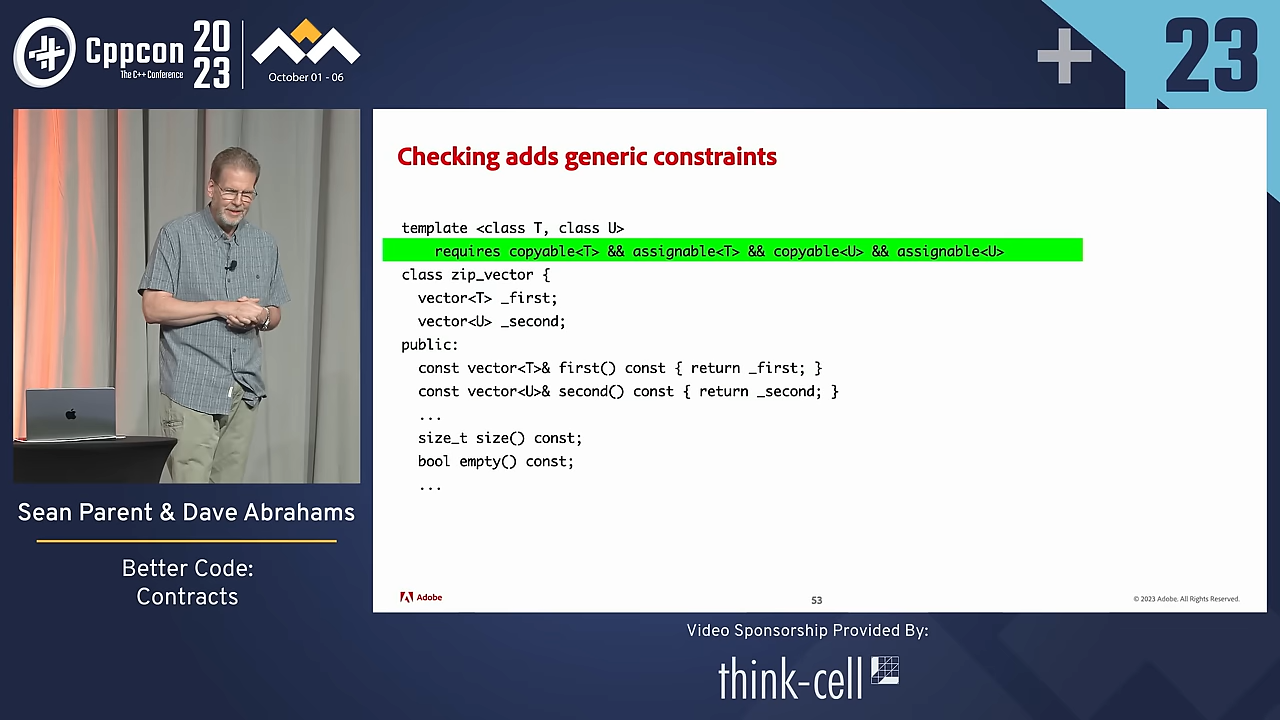 Cppcon
The C++ Conference
20
23
October 01 - 06
23
Checking adds generic constraints
template <class T, class U>
requires copyable<T> && assignable<T> && copyable<U> && assignable<U>
class zip_vector {
vector<T> _first;
vector<U> _second;
public:
const vector<T>& first() const { return _first; }
const vector<U>& second() const { return _second; }
...
size_t size() const;
bool empty() const;
...
Adobe
53
© 2023 Adobe. All Rights Reserved.
Sean Parent & Dave Abrahams
Better Code:
Contracts
Video Sponsorship Provided By:
think-cell